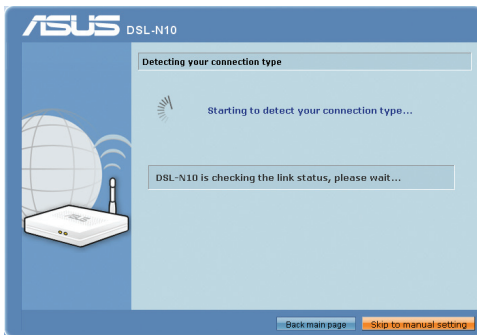 ASUS DSL-N10
Detecting your connection type
Starting to detect your connection type...
DSL-N10 is checking the link status, please wait...
ASUS
Back main page
Skip to manual setting